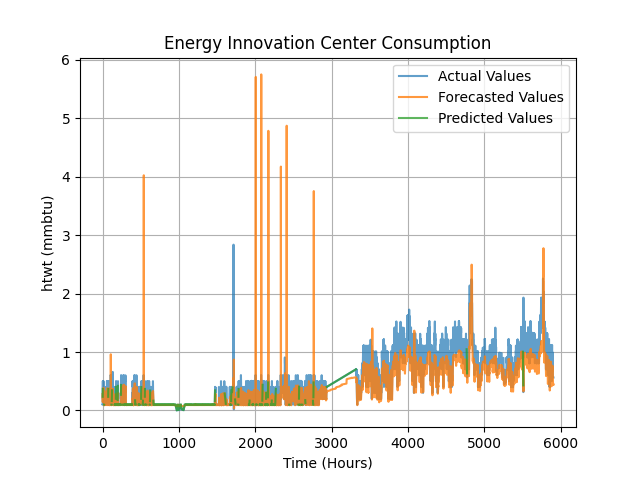 Energy Innovation Center Consumption
6
5
4
3
2
1
0
htwt (mmbtu)
Actual Values
Forecasted Values
Predicted Values
0 1000 2000 3000 4000 5000 6000
Time (Hours)